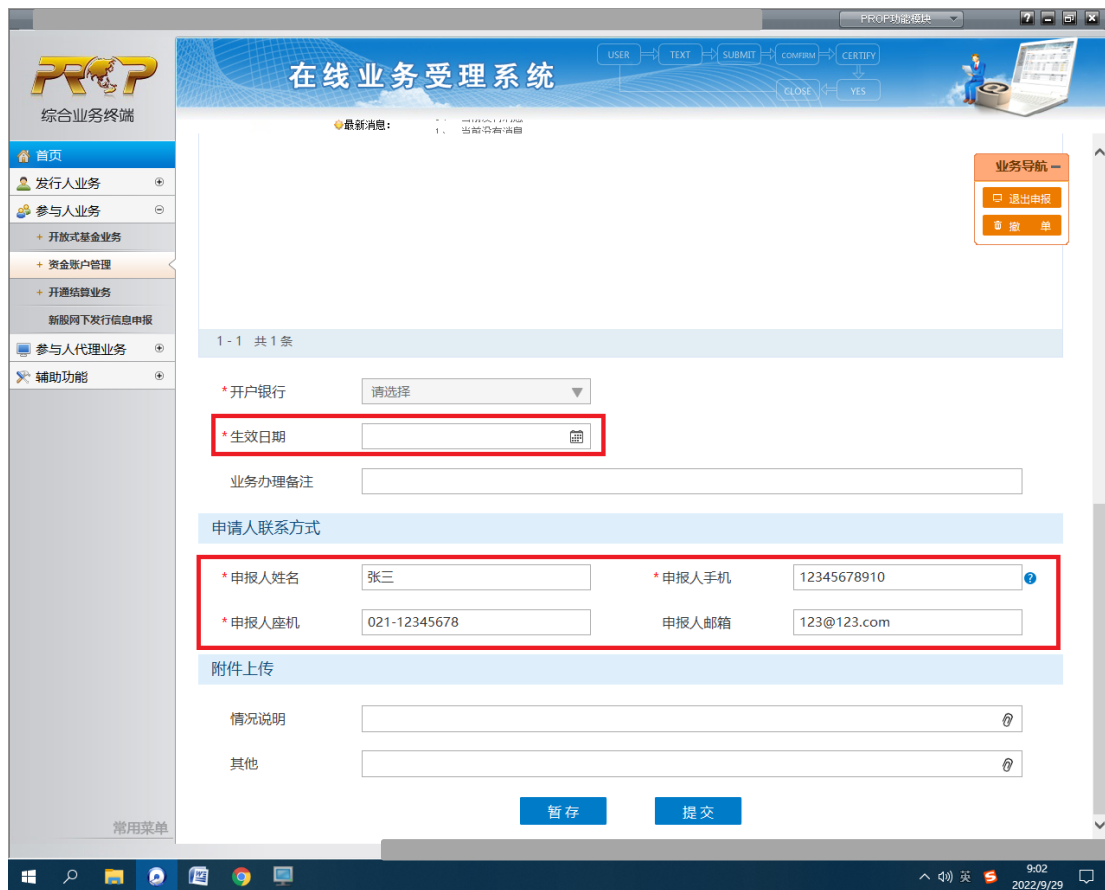 PROP功能模块
PROP
综合业务终端
在线业务受理系统
USER
TEXT
SUBMIT
COMFIRM
CERTIFY
CLOSE
YES
最新消息：
1、 当前没有消息
首页
发行人业务
参与人业务
开放式基金业务
资金账户管理
开通结算业务
新股网下发行信息申报
参与人代理业务
辅助功能
常用菜单
业务导航
退出申报
撤 单
1-1 共1条
*开户银行 请选择
*生效日期
业务办理备注
申请人联系方式
*申报人姓名 张三 *申报人手机 12345678910
*申报人座机 021-12345678 申报人邮箱 123@123.com
附件上传
情况说明
其他
暂存 提交
英
9:02
2022/9/29